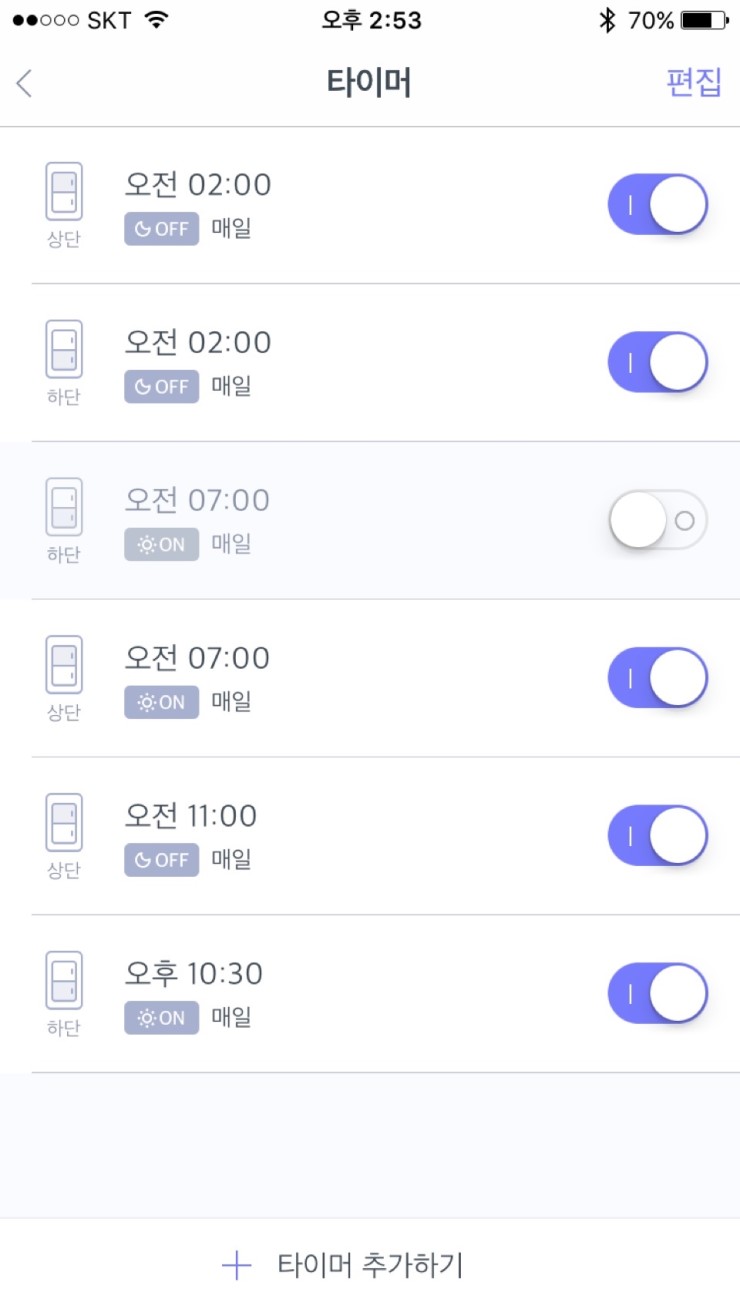 SKT 오후 2:53 70%
타이머 편집
오전 02:00
OFF 매일
상단
오전 02:00
OFF 매일
하단
오전 07:00
ON 매일
하단
오전 07:00
ON 매일
상단
오전 11:00
OFF 매일
상단
오후 10:30
ON 매일
하단
타이머 추가하기